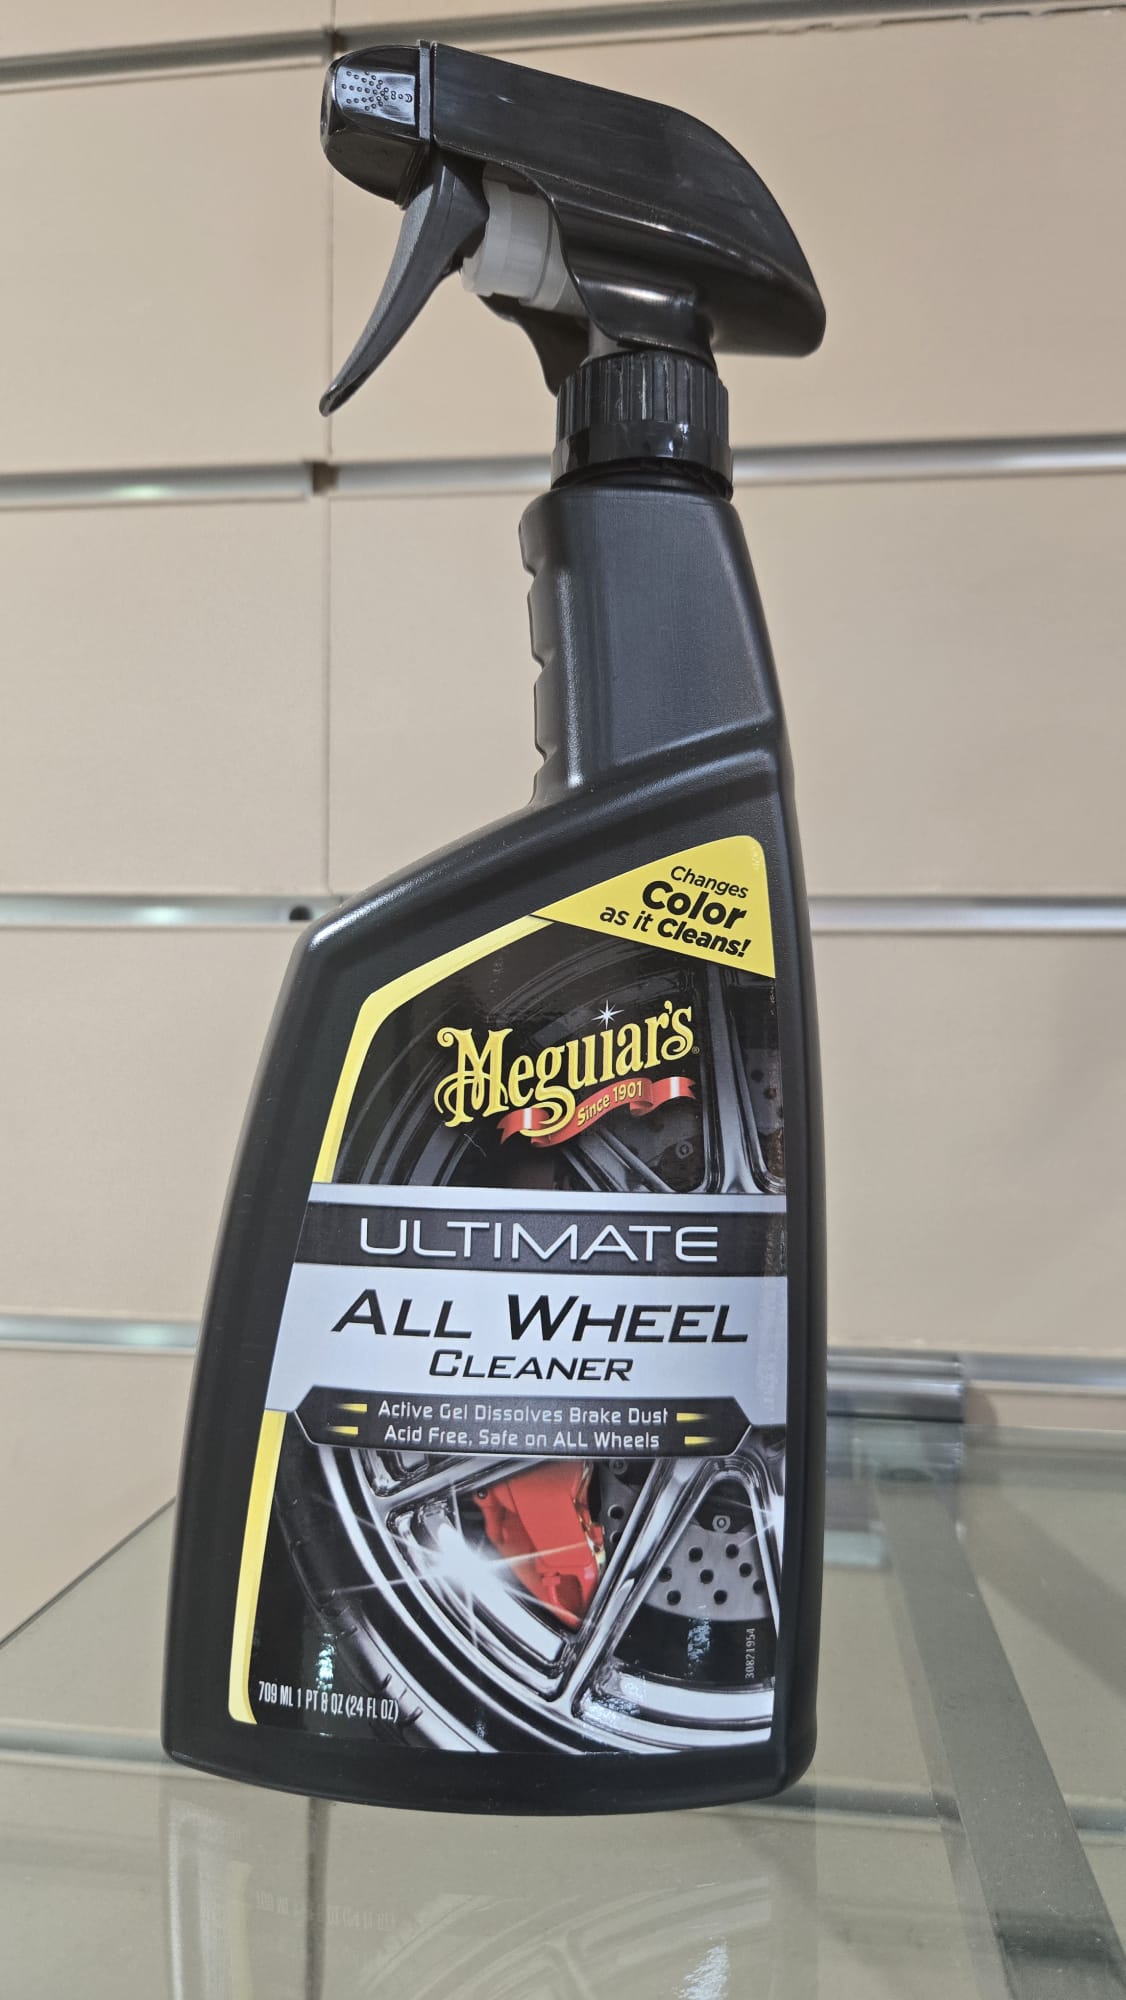 Changes
Color
as it Cleans!
Meguiar's
Since 1901
ULTIMATE
ALL WHEEL
CLEANER
Active Gel Dissolves Brake Dust
Acid Free, Safe on ALL Wheels
30821954
709 ML 1 PT 8 OZ (24 FL OZ)